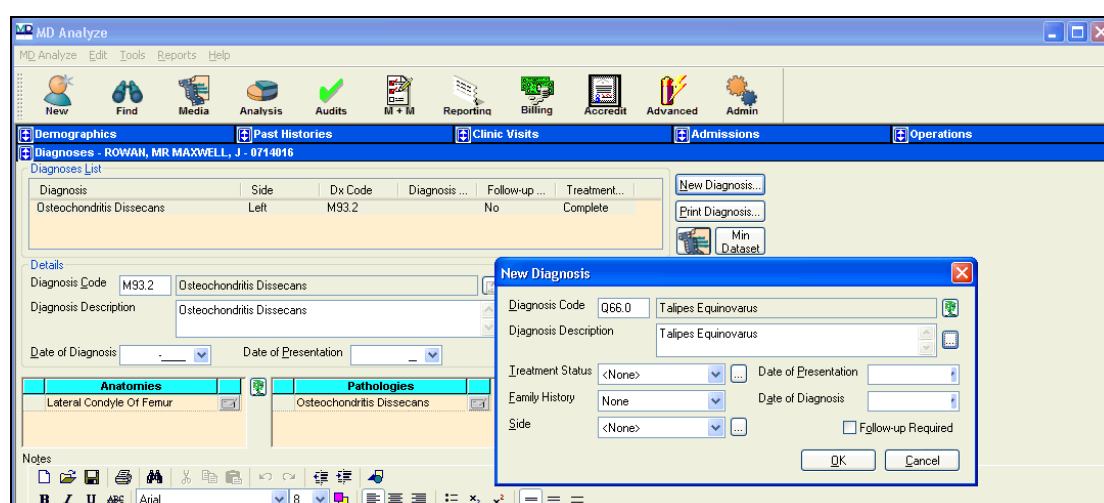 MD Analyze
MD Analyze Edit Tools Reports Help
New Find Media Analysis Audits M + M Reporting Billing Accredit Advanced Admin
Demographics Past Histories Clinic Visits Admissions Operations
Diagnoses - ROWAN, MR MAXWELL, J - 0714016
Diagnoses List
Diagnosis Side Dx Code Diagnosis ... Follow-up ... Treatment...
Osteochondritis Dissecans Left M93.2 No Complete
New Diagnosis...
Print Diagnosis...
Min
Dataset
Details
Diagnosis Code M93.2 Osteochondritis Dissecans
Diagnosis Description Osteochondritis Dissecans
Date of Diagnosis Date of Presentation
Anatomies Pathologies
Lateral Condyle Of Femur Osteochondritis Dissecans
Notes
B I U ABC Arial 8
New Diagnosis
Diagnosis Code Q66.0 Talipes Equinovarus
Diagnosis Description Talipes Equinovarus
Treatment Status <None> ... Date of Presentation
Family History None Date of Diagnosis
Side <None> ... Follow-up Required
OK Cancel